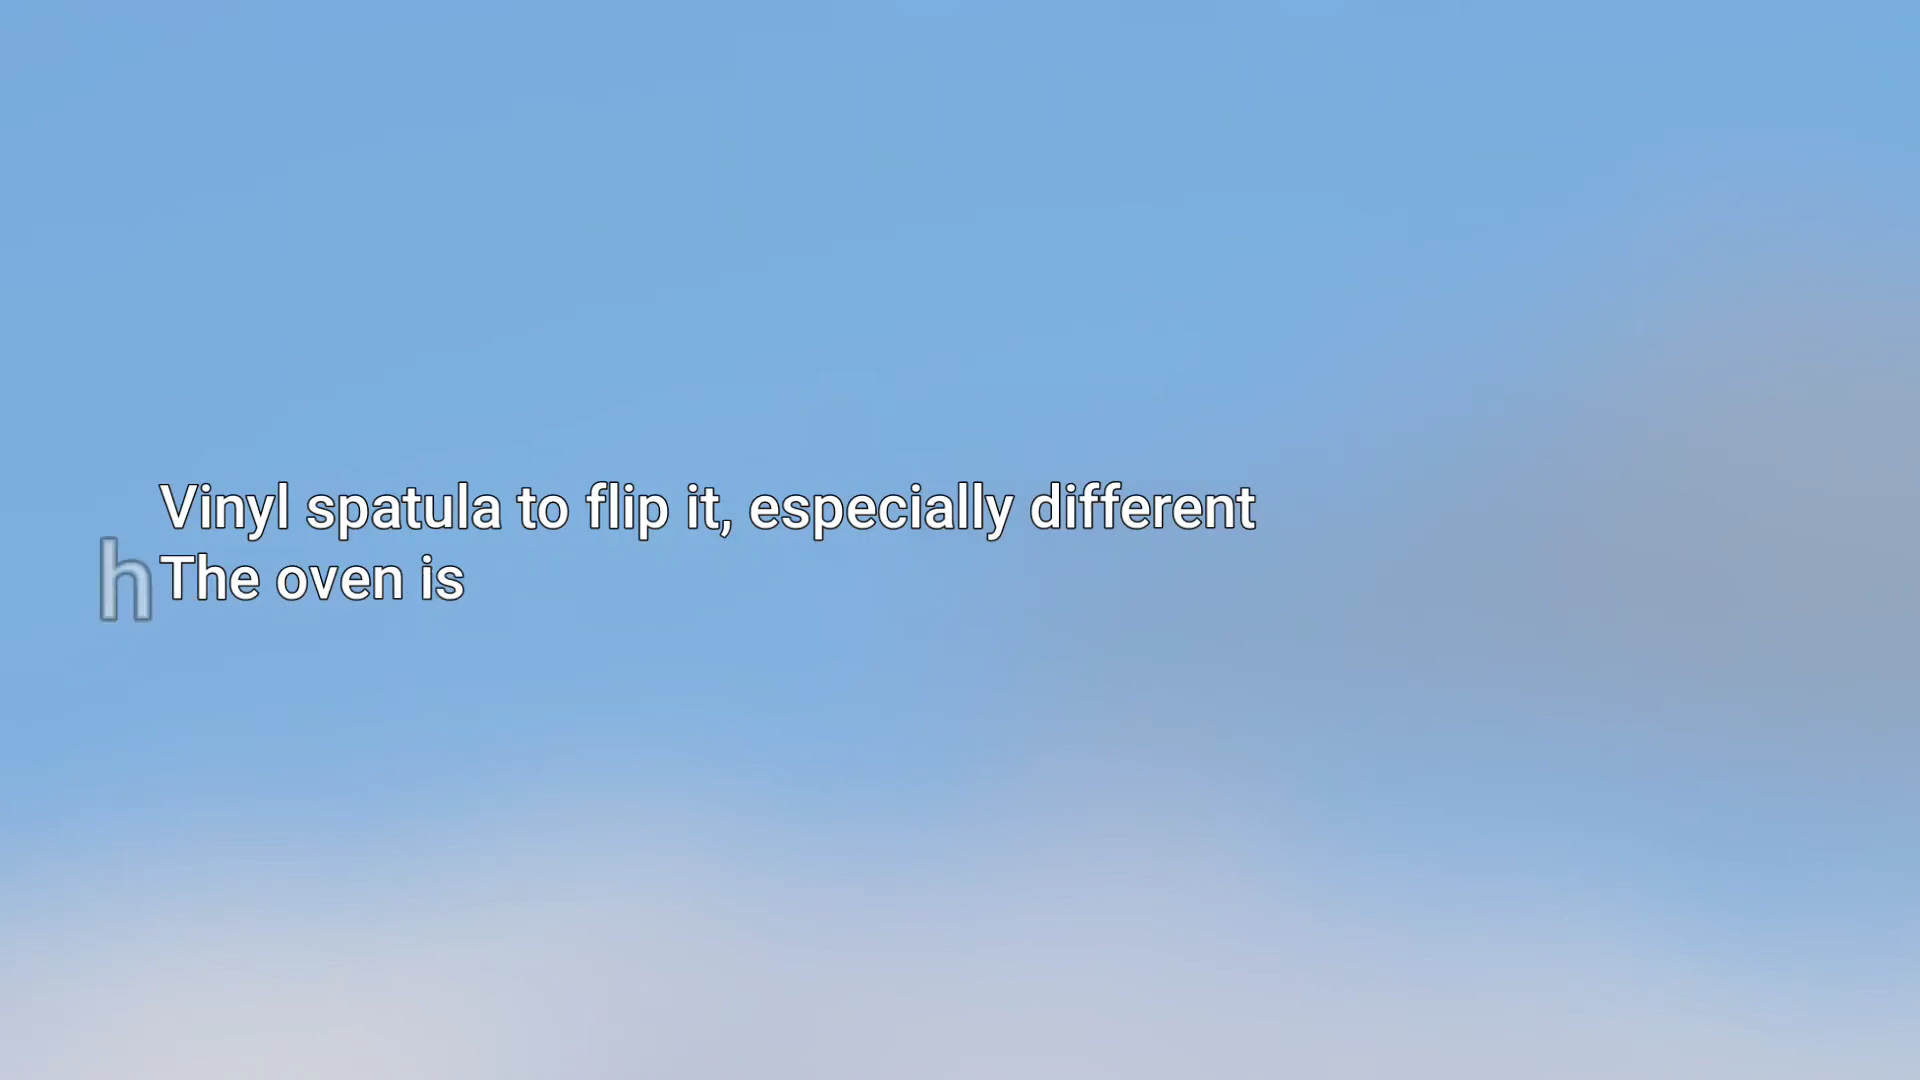 Vinyl spatula to flip it, especially different
h The oven is